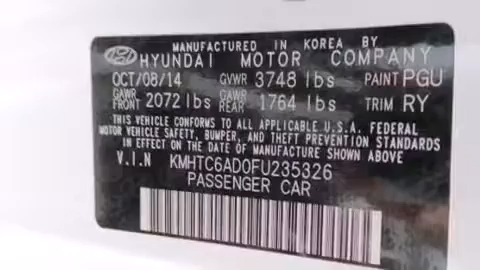 MANUFACTURED IN KOREA BY
HYUNDAI MOTOR COMPANY
OCT/08/14 GVWR 3748 lbs PAINT PGU
GAWR FRONT 2072 lbs GAWR REAR 1764 lbs TRIM RY
THIS VEHICLE CONFORMS TO ALL APPLICABLE U.S.A. FEDERAL
MOTOR VEHICLE SAFETY, BUMPER, AND THEFT PREVENTION STANDARDS
IN EFFECT ON THE DATE OF MANUFACTURE SHOWN ABOVE
V.I.N KMHTC6AD0FU235326
PASSENGER CAR